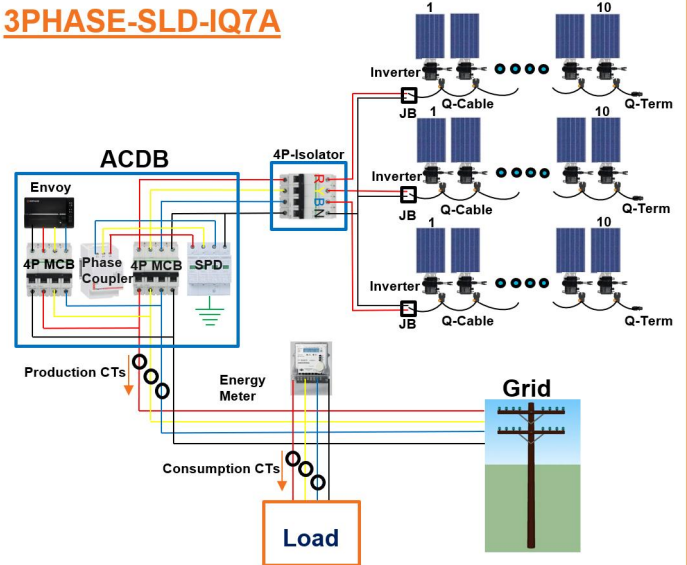 3PHASE-SLD-IQ7A
1
10
Inverter
JB
Q-Cable
Q-Term
1
10
4P-Isolator
R
Y
B
N
ACDB
Envoy
Inverter
JB
Q-Cable
Q-Term
4P MCB
Phase
Coupler
4P MCB
SPD
1
10
Inverter
JB
Q-Cable
Q-Term
Production CTs
Energy
Meter
Grid
Consumption CTs
Load